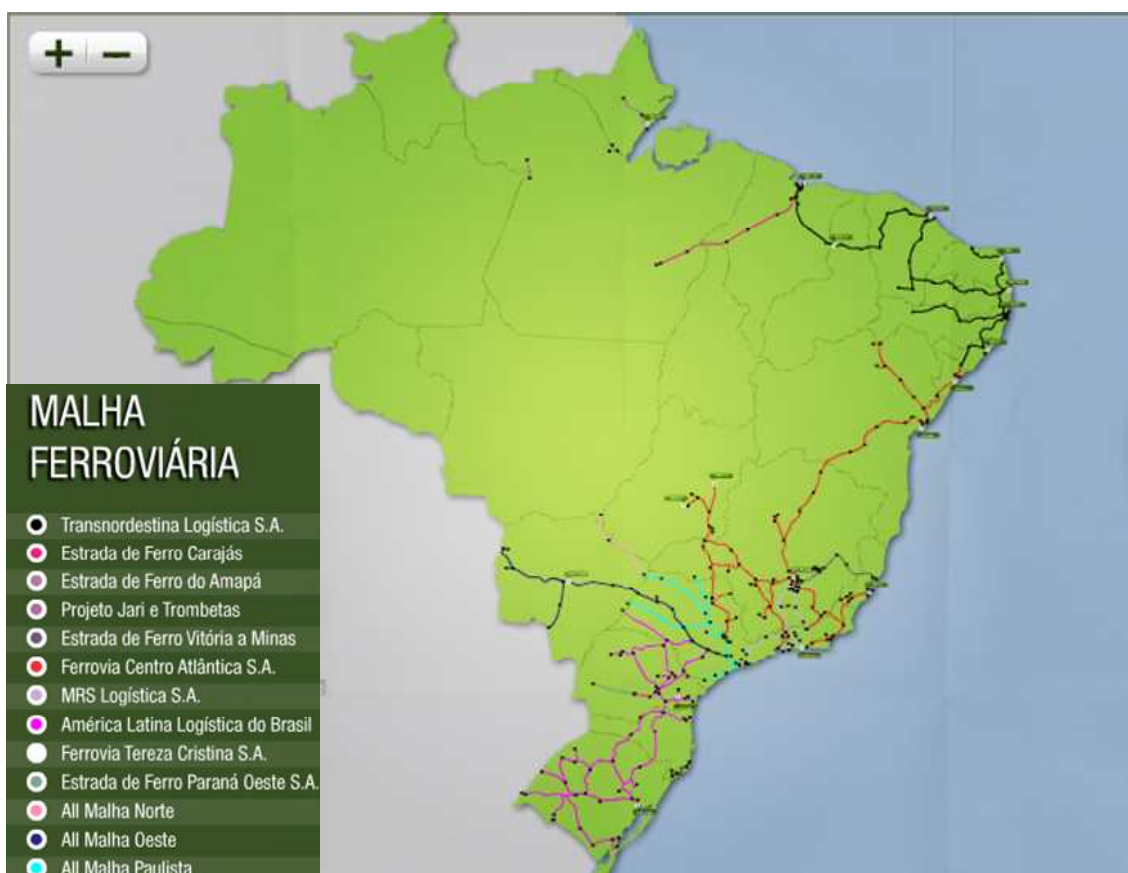 MALHA
FERROVIÁRIA
Transnordestina Logística S.A.
Estrada de Ferro Carajás
Estrada de Ferro do Amapá
Projeto Jari e Trombetas
Estrada de Ferro Vitória a Minas
Ferrovia Centro Atlântica S.A.
MRS Logística S.A.
América Latina Logística do Brasil
Ferrovia Tereza Cristina S.A.
Estrada de Ferro Paraná Oeste S.A.
All Malha Norte
All Malha Oeste
All Malha Paulista